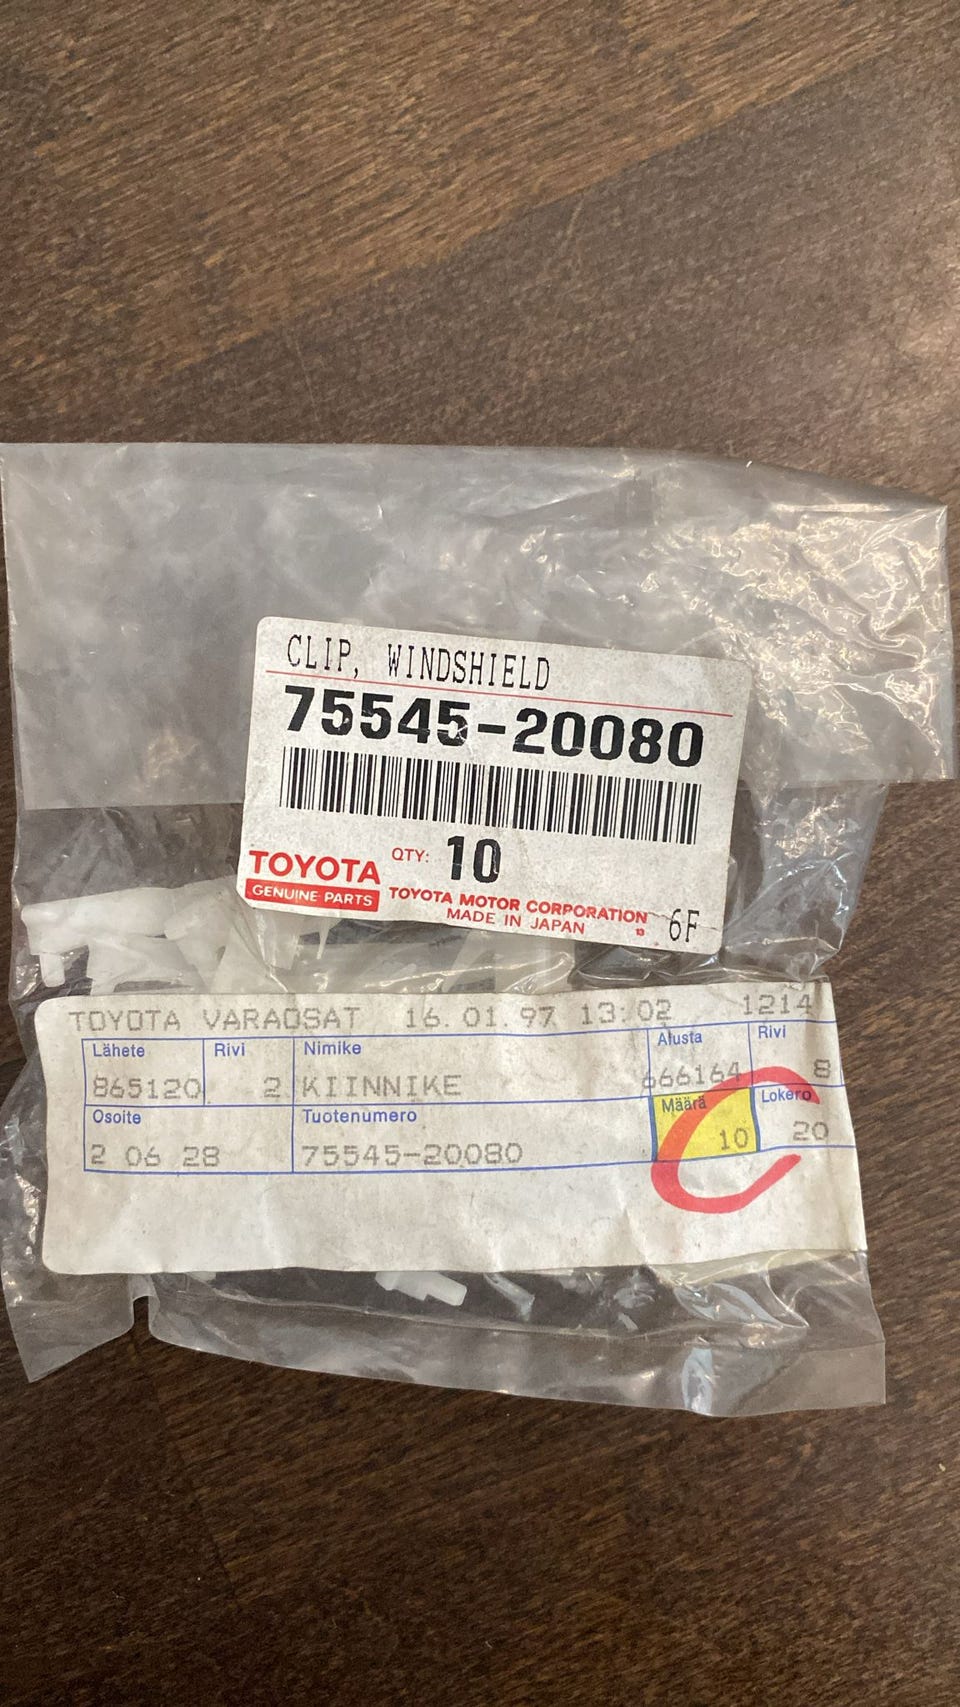 CLIP, WINDSHIELD
75545-20080
QTY: 10
TOYOTA
GENUINE PARTS
TOYOTA MOTOR CORPORATION
MADE IN JAPAN
13
6F
TOYOTA VARAOSAT 16.01.97 13:02 1214
Lähete Rivi Nimike Alusta Rivi
865120 2 KIINNIKE 666164 8
Osoite Tuotenumero Määrä Lokero
2 06 28 75545-20080 10 20
C